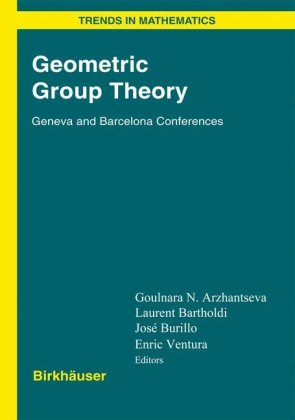 TRENDS IN MATHEMATICS
Geometric
Group Theory
Geneva and Barcelona Conferences
Goulnara N. Arzhantseva
Laurent Bartholdi
José Burillo
Enric Ventura
Editors
Birkhäuser